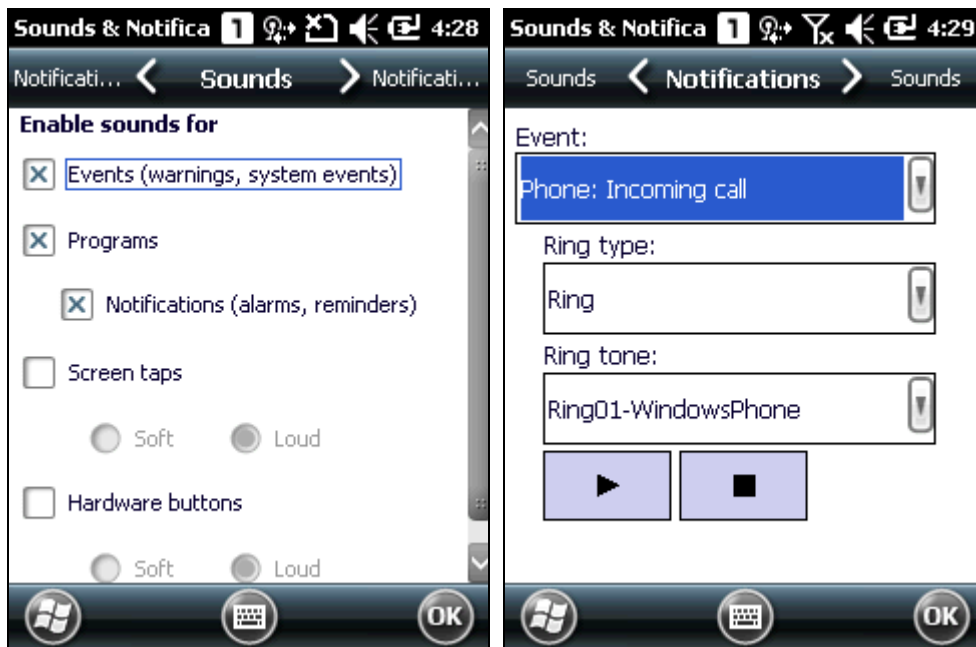 Sounds & Notifica 1 4:28
Notificati... Sounds Notificati...
Enable sounds for
Events (warnings, system events)
Programs
Notifications (alarms, reminders)
Screen taps
Soft Loud
Hardware buttons
Soft Loud
OK
Sounds & Notifica 1 4:29
Sounds Notifications Sounds
Event:
Phone: Incoming call
Ring type:
Ring
Ring tone:
Ring01-WindowsPhone
OK